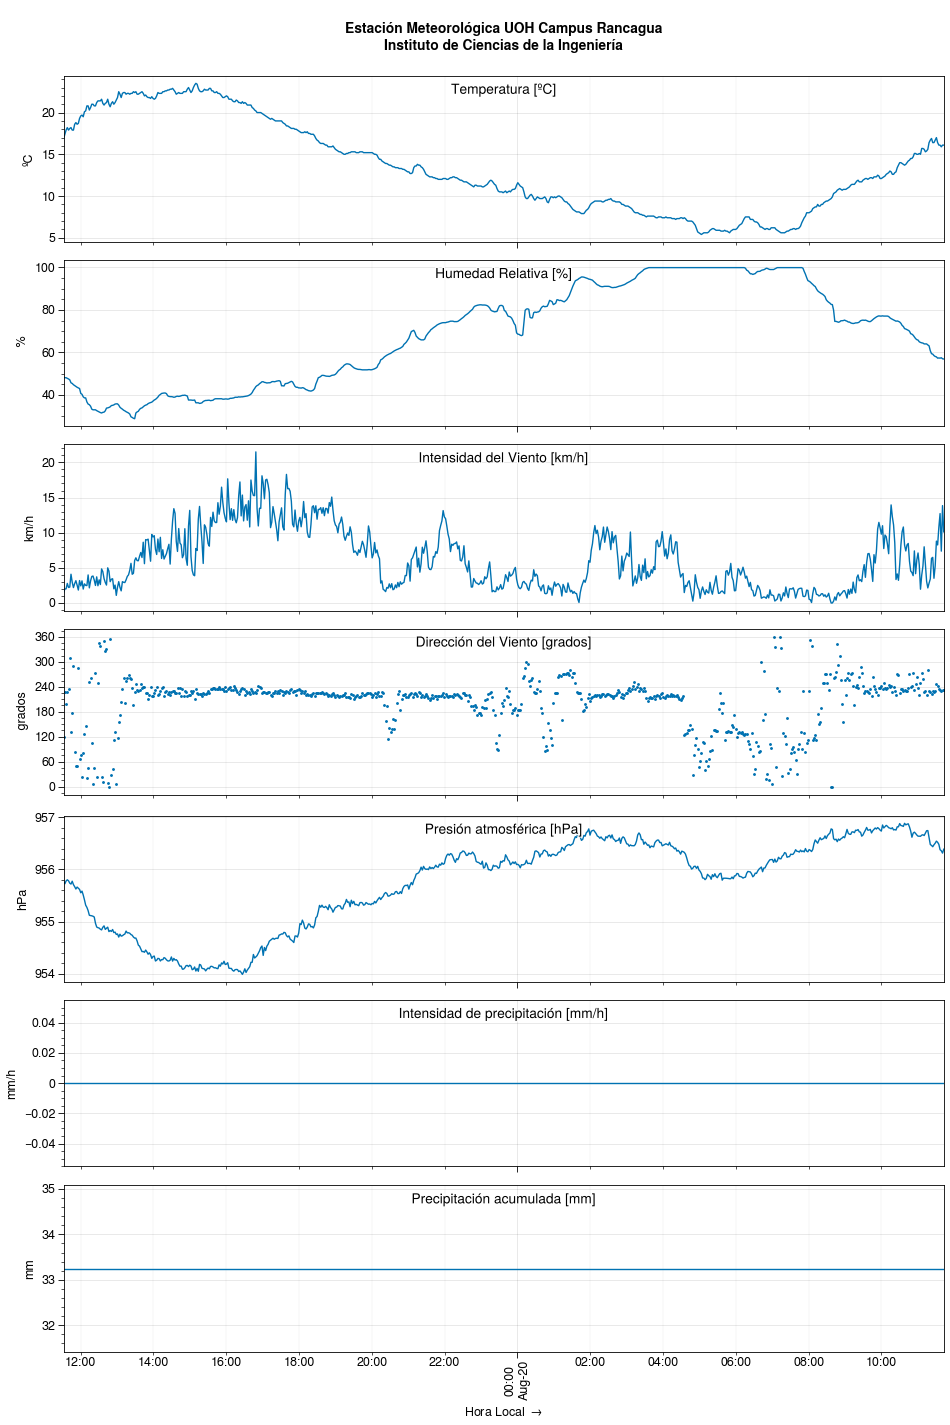 Estación Meteorológica UOH Campus Rancagua
Instituto de Ciencias de la Ingeniería
Temperatura [ºC]
ºC
20
15
10
5
Humedad Relativa [%]
%
100
80
60
40
Intensidad del Viento [km/h]
km/h
20
15
10
5
0
Dirección del Viento [grados]
grados
360
300
240
180
120
60
0
Presión atmosférica [hPa]
hPa
957
956
955
954
Intensidad de precipitación [mm/h]
mm/h
0.04
0.02
0
−0.02
−0.04
Precipitación acumulada [mm]
mm
35
34
33
32
12:00 14:00 16:00 18:00 20:00 22:00 00:00 02:00 04:00 06:00 08:00 10:00
Aug-20
Hora Local →